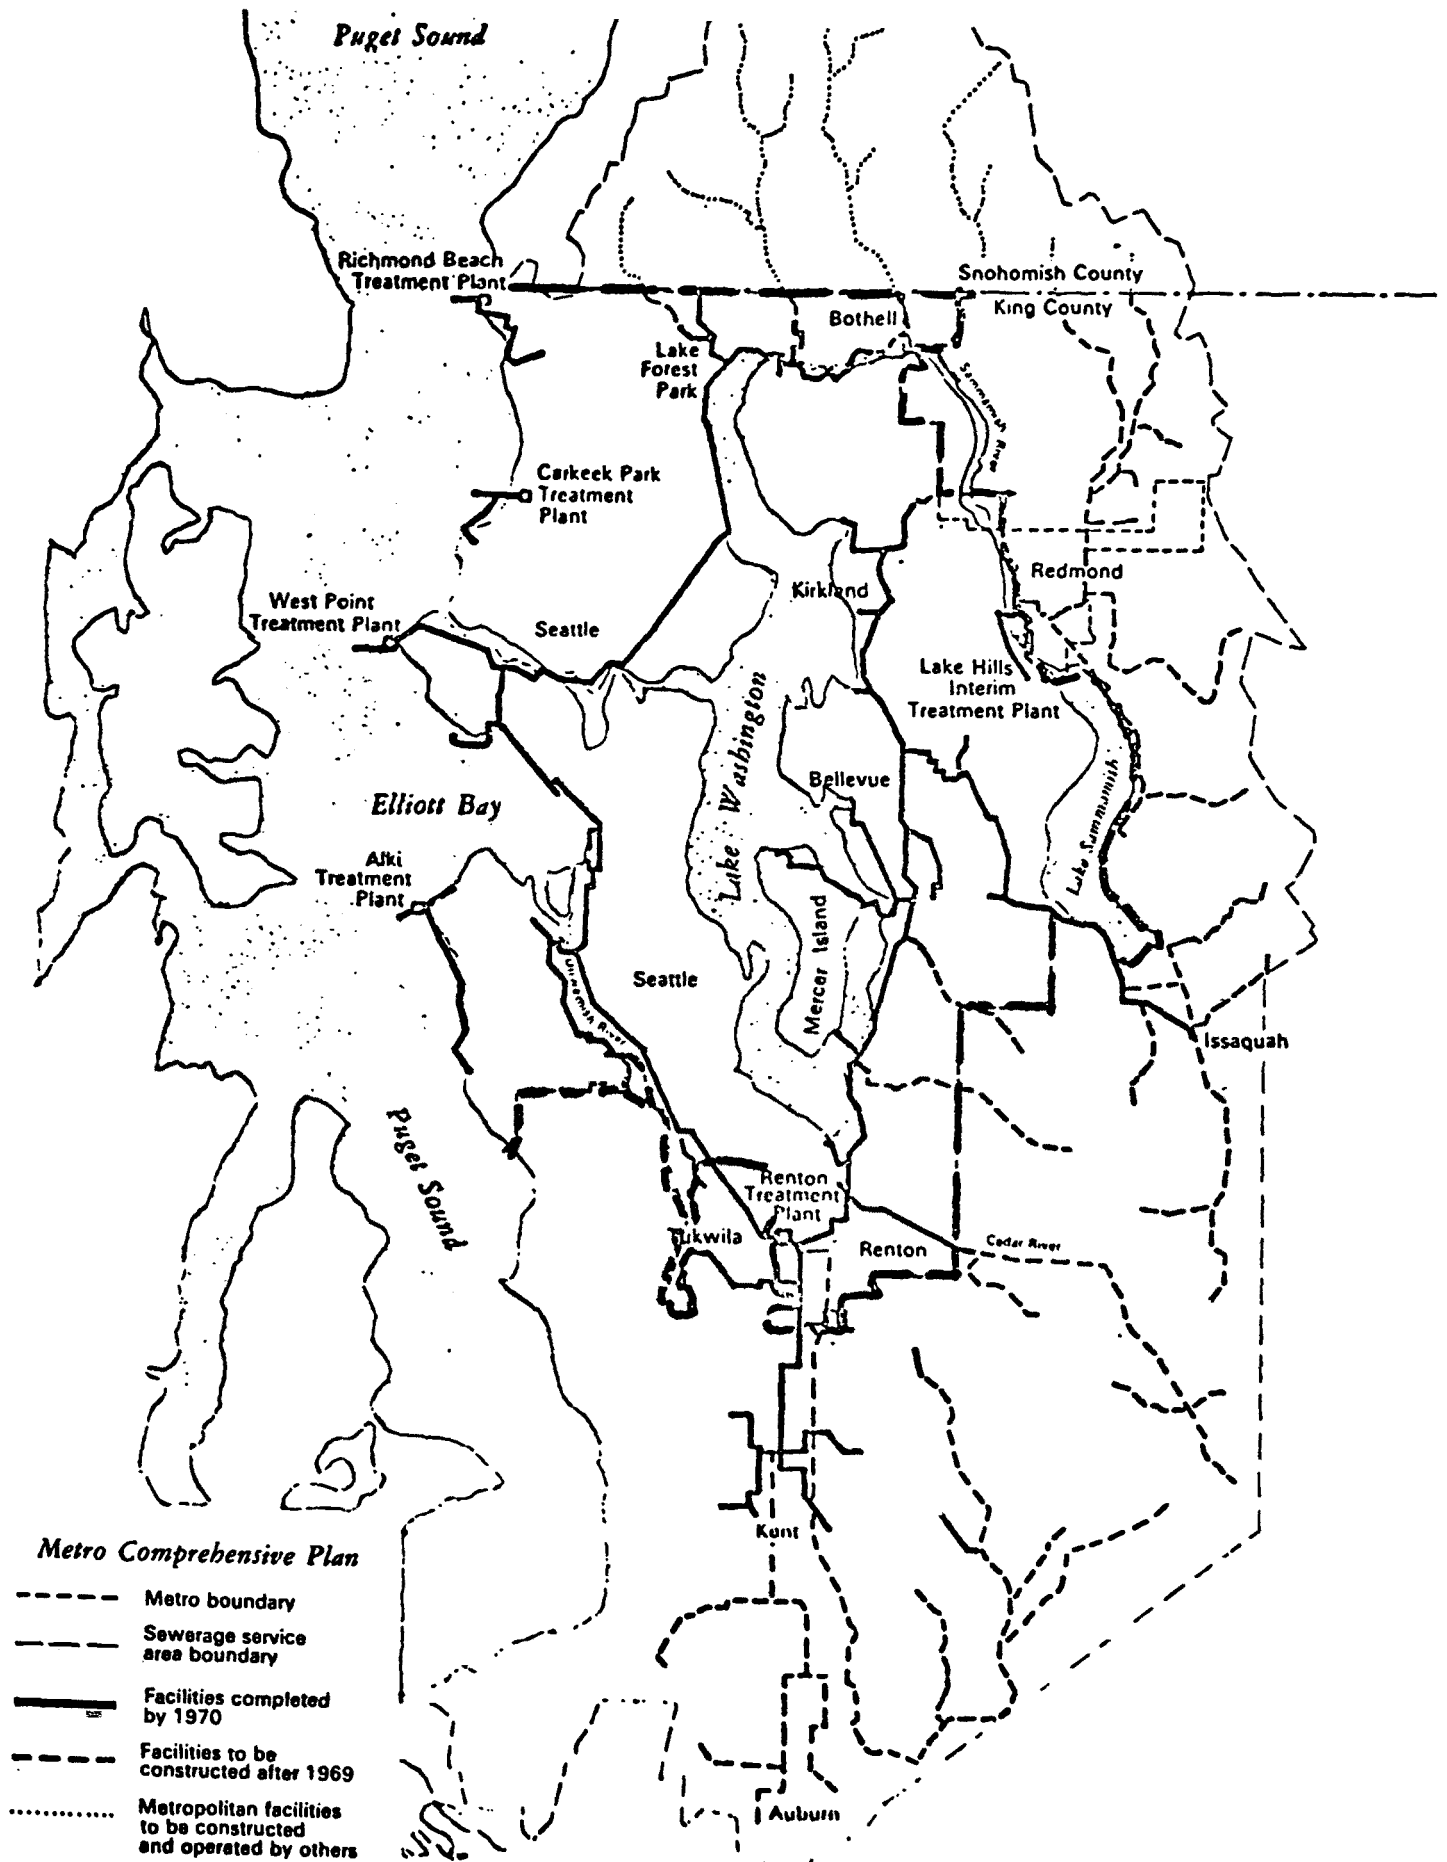 Puget Sound
Richmond Beach
Treatment Plant
Snohomish County
King County
Bothell
Lake
Forest
Park
Sammamish River
Carkeek Park
Treatment
Plant
Redmond
Kirkland
West Point
Treatment Plant
Seattle
Lake Hills
Interim
Treatment Plant
Lake Washington
Bellevue
Elliott Bay
Lake Sammamish
Alki
Treatment
Plant
Mercer Island
Seattle
Duwamish River
Issaquah
Puget Sound
Renton
Treatment
Plant
Tukwila
Renton
Cedar River
Kent
Metro Comprehensive Plan
Metro boundary
Sewerage service
area boundary
Facilities completed
by 1970
Facilities to be
constructed after 1969
Metropolitan facilities
to be constructed
and operated by others
Auburn